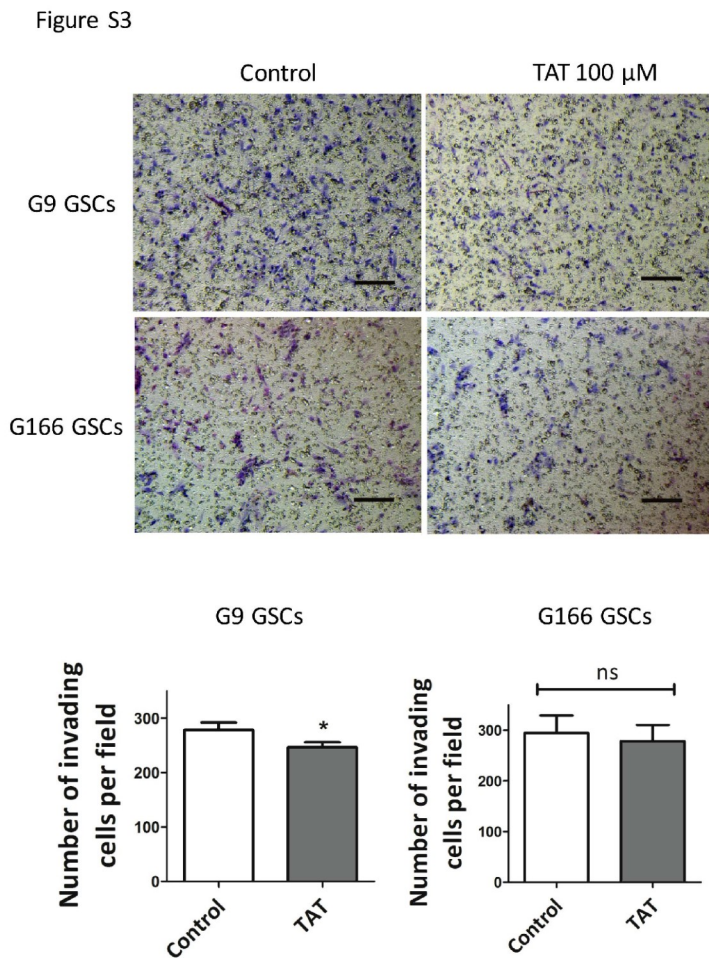 Figure S3
Control
TAT 100 µM
G9 GSCs
G166 GSCs
G9 GSCs
Number of invading
cells per field
300
200
100
0
*
Control
TAT
G166 GSCs
Number of invading
cells per field
300
200
100
0
ns
Control
TAT